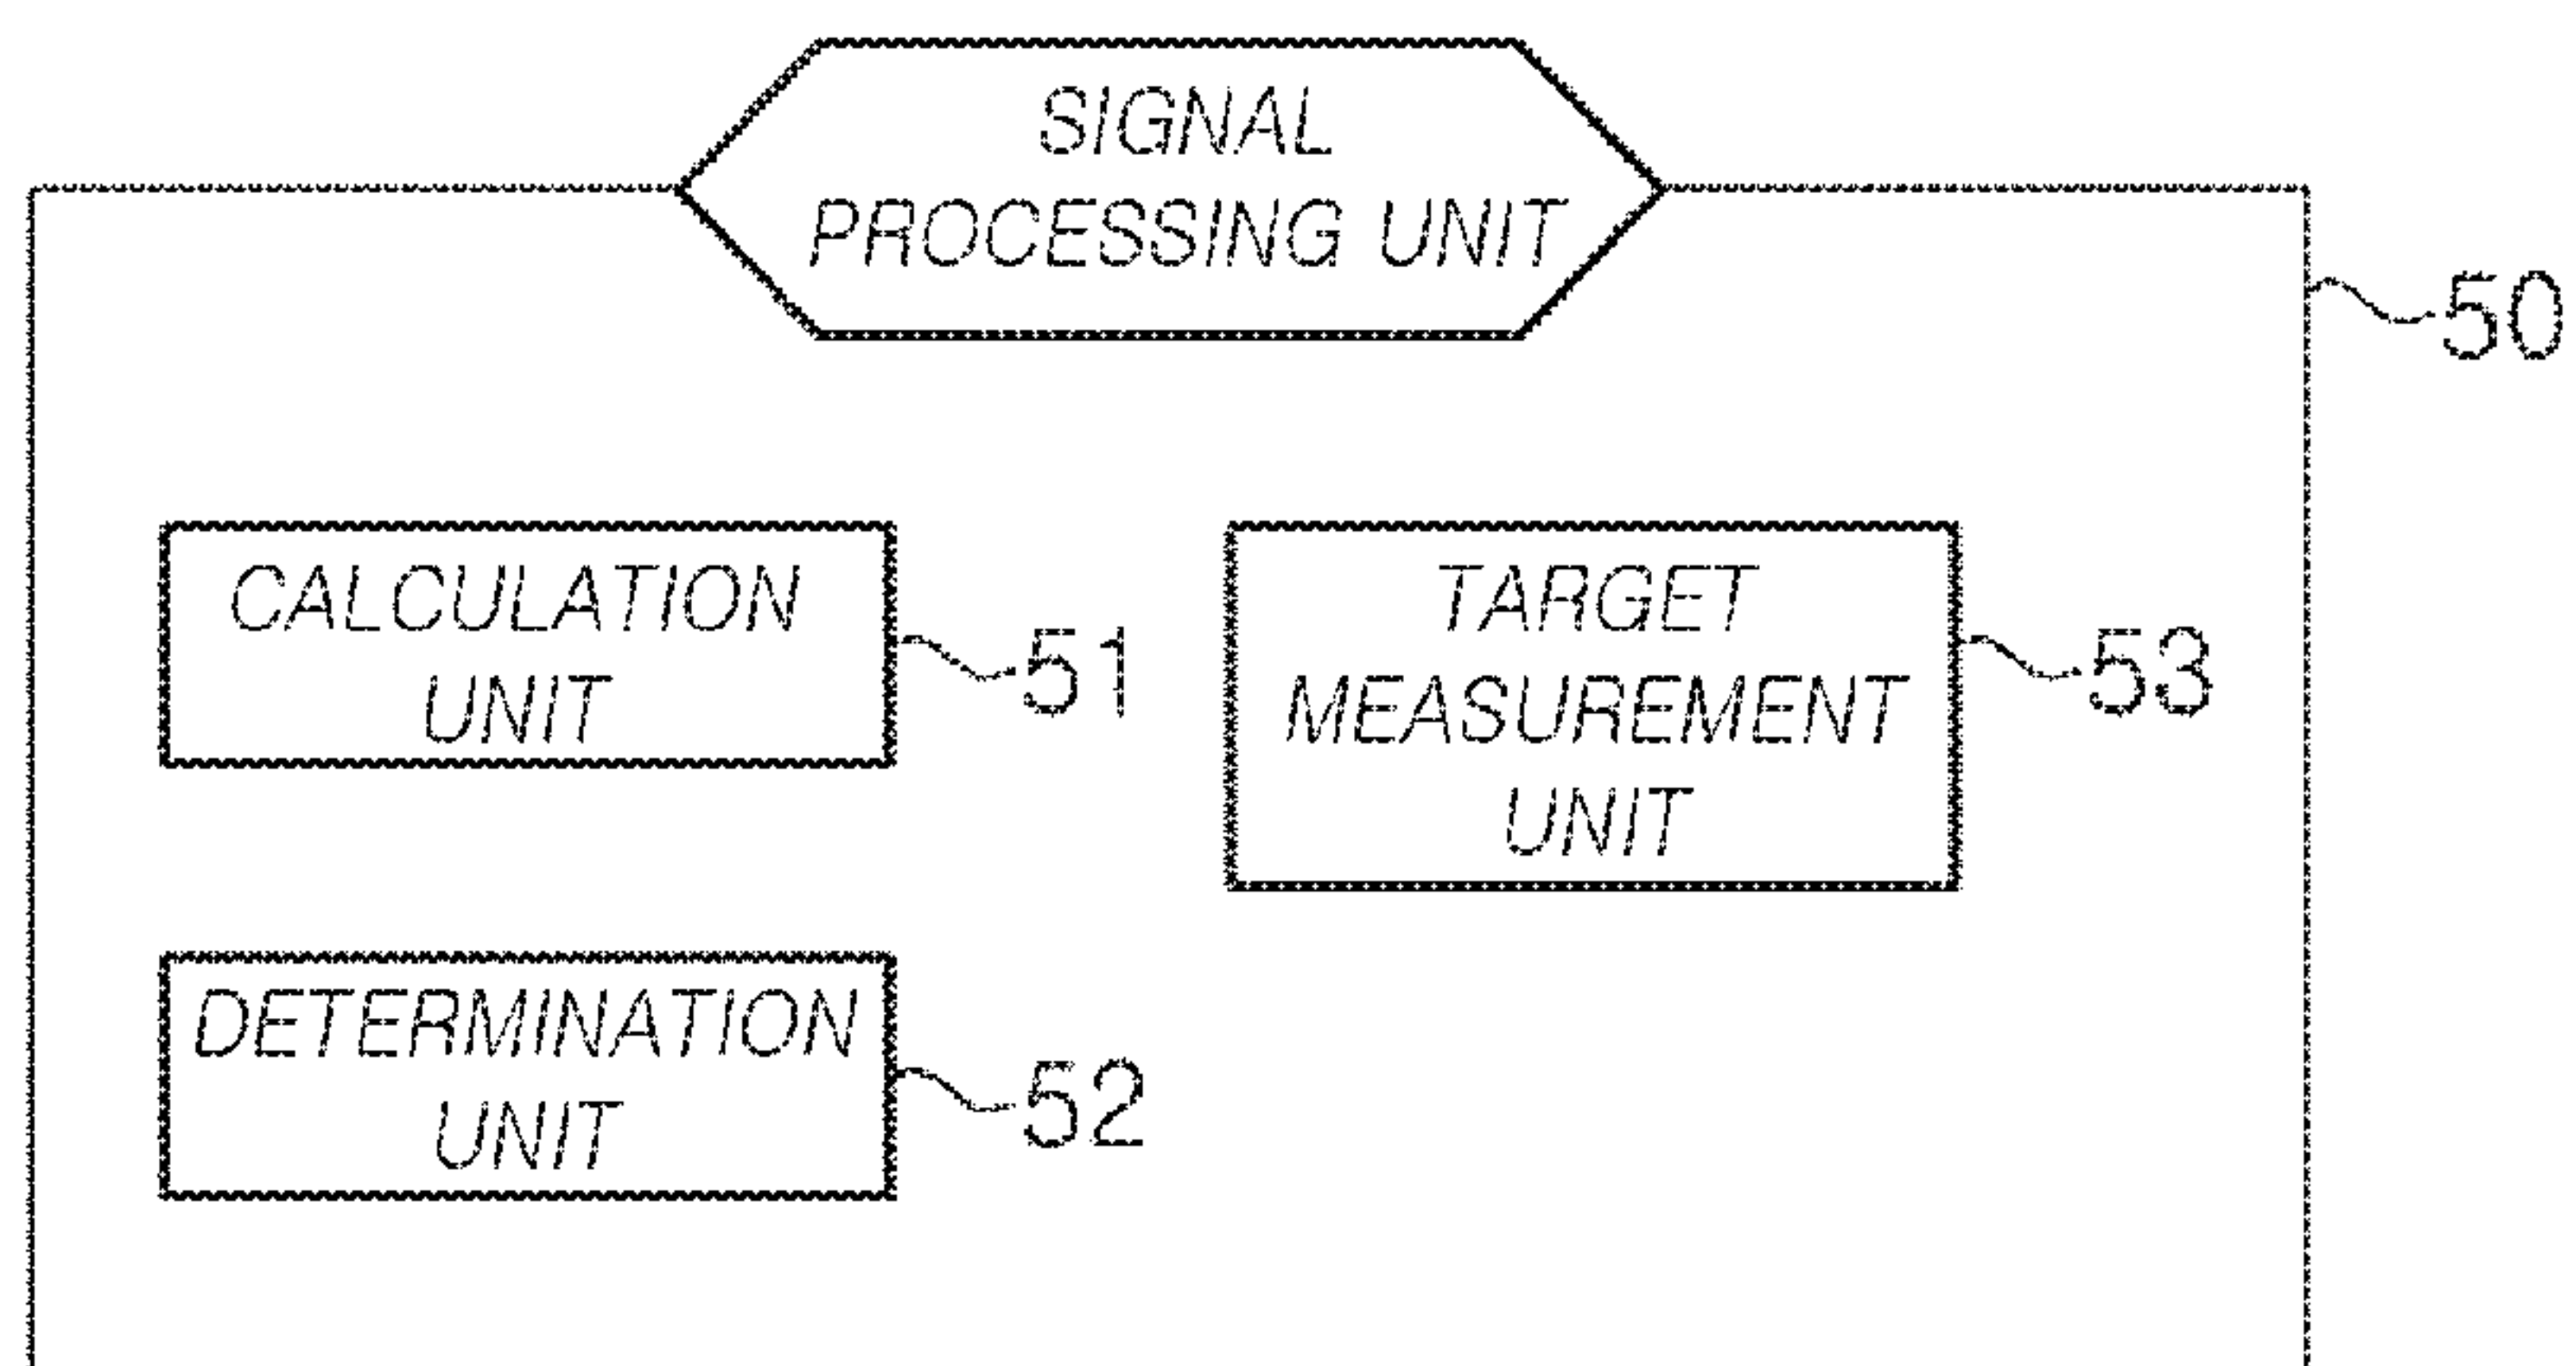 SIGNAL
PROCESSING UNIT
50
CALCULATION
UNIT
51
TARGET
MEASUREMENT
UNIT
53
DETERMINATION
UNIT
52